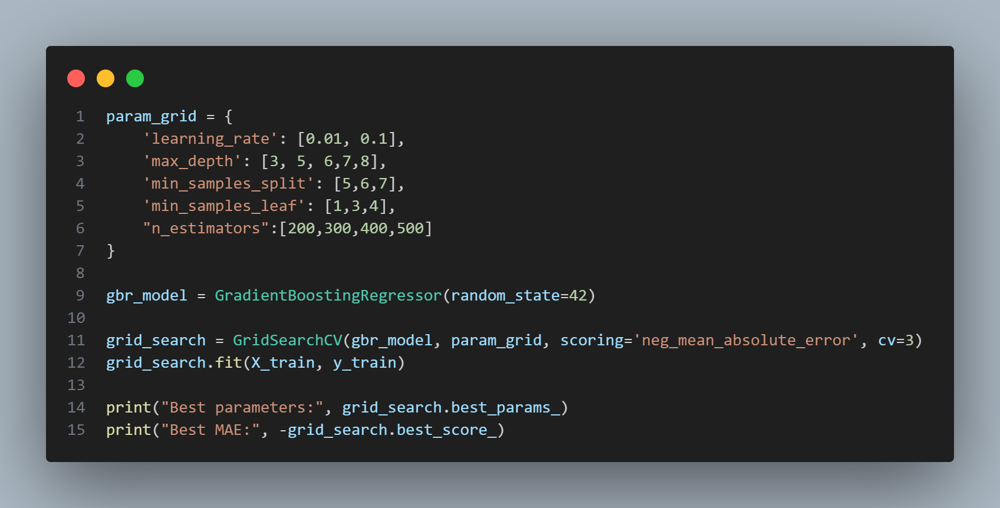 1 param_grid = {
2     'learning_rate': [0.01, 0.1],
3     'max_depth': [3, 5, 6,7,8],
4     'min_samples_split': [5,6,7],
5     'min_samples_leaf': [1,3,4],
6     "n_estimators":[200,300,400,500]
7 }
8
9 gbr_model = GradientBoostingRegressor(random_state=42)
10
11 grid_search = GridSearchCV(gbr_model, param_grid, scoring='neg_mean_absolute_error', cv=3)
12 grid_search.fit(X_train, y_train)
13
14 print("Best parameters:", grid_search.best_params_)
15 print("Best MAE:", -grid_search.best_score_)